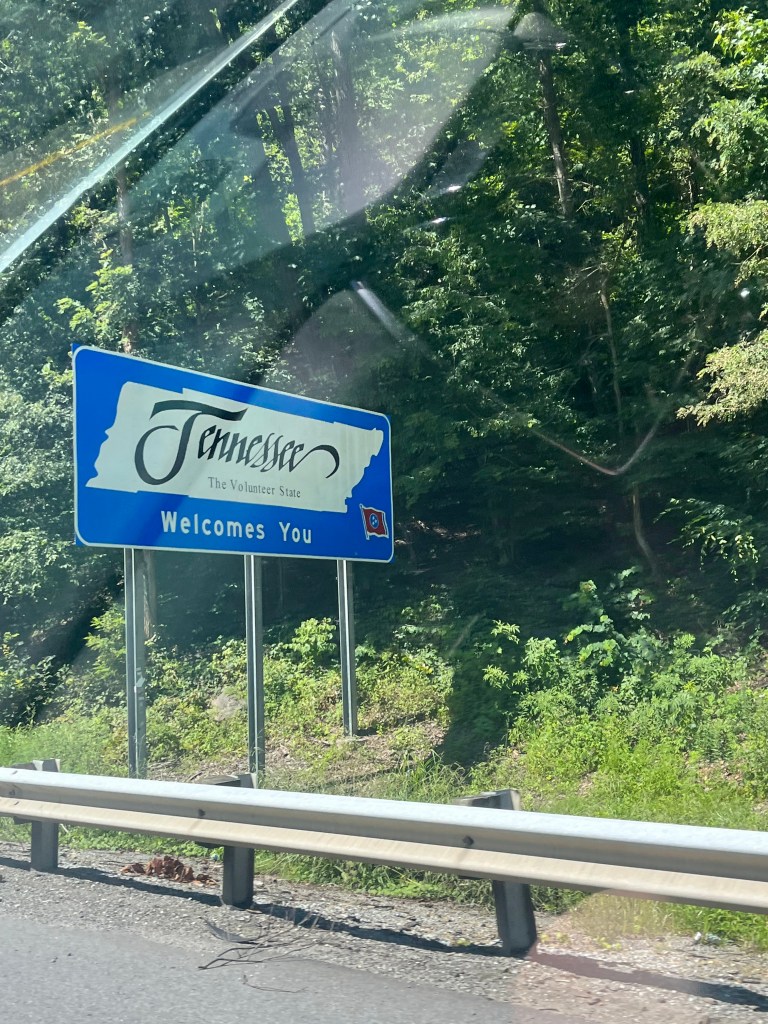 Tennessee
The Volunteer State
Welcomes You